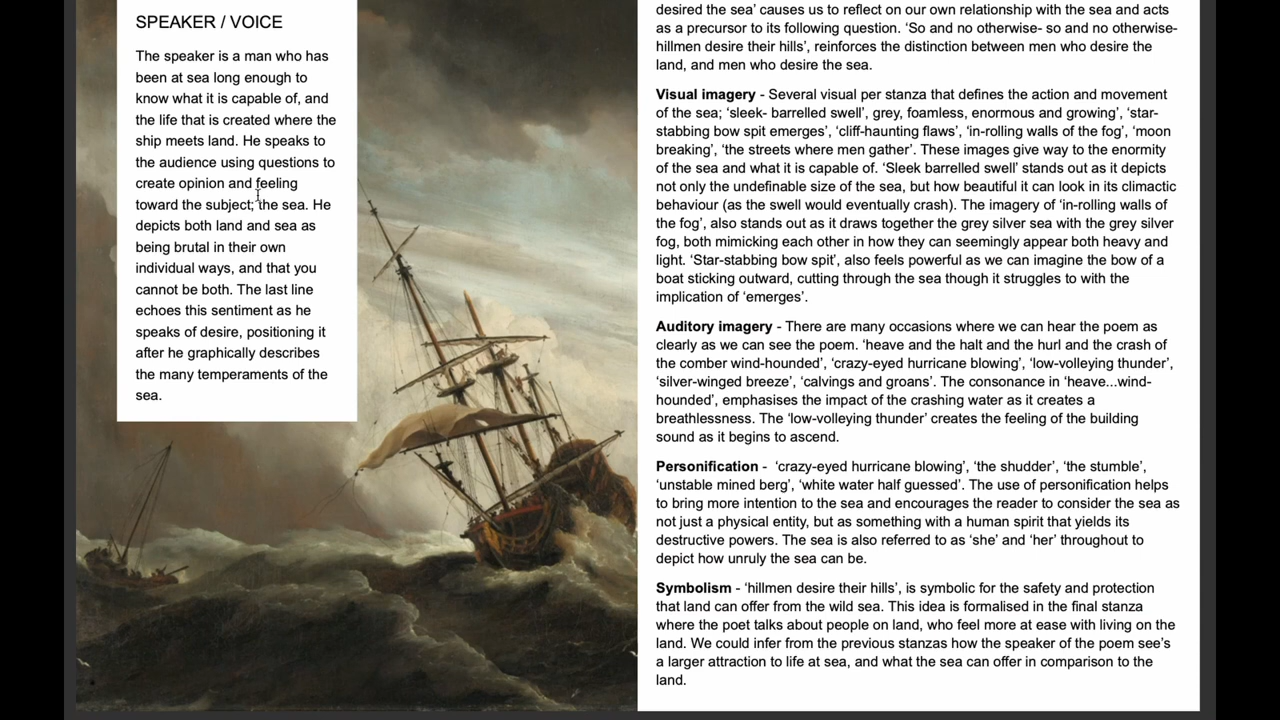 SPEAKER / VOICE
The speaker is a man who has
been at sea long enough to
know what it is capable of, and
the life that is created where the
ship meets land. He speaks to
the audience using questions to
create opinion and feeling
toward the subject; the sea. He
depicts both land and sea as
being brutal in their own
individual ways, and that you
cannot be both. The last line
echoes this sentiment as he
speaks of desire, positioning it
after he graphically describes
the many temperaments of the
sea.
desired the sea’ causes us to reflect on our own relationship with the sea and acts
as a precursor to its following question. ‘So and no otherwise- so and no otherwise-
hillmen desire their hills’, reinforces the distinction between men who desire the
land, and men who desire the sea.
Visual imagery - Several visual per stanza that defines the action and movement
of the sea; ‘sleek- barrelled swell’, grey, foamless, enormous and growing’, ‘star-
stabbing bow spit emerges’, ‘cliff-haunting flaws’, ‘in-rolling walls of the fog’, ‘moon
breaking’, ‘the streets where men gather’. These images give way to the enormity
of the sea and what it is capable of. ‘Sleek barrelled swell’ stands out as it depicts
not only the undefinable size of the sea, but how beautiful it can look in its climactic
behaviour (as the swell would eventually crash). The imagery of ‘in-rolling walls of
the fog’, also stands out as it draws together the grey silver sea with the grey silver
fog, both mimicking each other in how they can seemingly appear both heavy and
light. ‘Star-stabbing bow spit’, also feels powerful as we can imagine the bow of a
boat sticking outward, cutting through the sea though it struggles to with the
implication of ‘emerges’.
Auditory imagery - There are many occasions where we can hear the poem as
clearly as we can see the poem. ‘heave and the halt and the hurl and the crash of
the comber wind-hounded’, ‘crazy-eyed hurricane blowing’, ‘low-volleying thunder’,
‘silver-winged breeze’, ‘calvings and groans’. The consonance in ‘heave...wind-
hounded’, emphasises the impact of the crashing water as it creates a
breathlessness. The ‘low-volleying thunder’ creates the feeling of the building
sound as it begins to ascend.
Personification - ‘crazy-eyed hurricane blowing’, ‘the shudder’, ‘the stumble’,
‘unstable mined berg’, ‘white water half guessed’. The use of personification helps
to bring more intention to the sea and encourages the reader to consider the sea as
not just a physical entity, but as something with a human spirit that yields its
destructive powers. The sea is also referred to as ‘she’ and ‘her’ throughout to
depict how unruly the sea can be.
Symbolism - ‘hillmen desire their hills’, is symbolic for the safety and protection
that land can offer from the wild sea. This idea is formalised in the final stanza
where the poet talks about people on land, who feel more at ease with living on the
land. We could infer from the previous stanzas how the speaker of the poem see’s
a larger attraction to life at sea, and what the sea can offer in comparison to the
land.